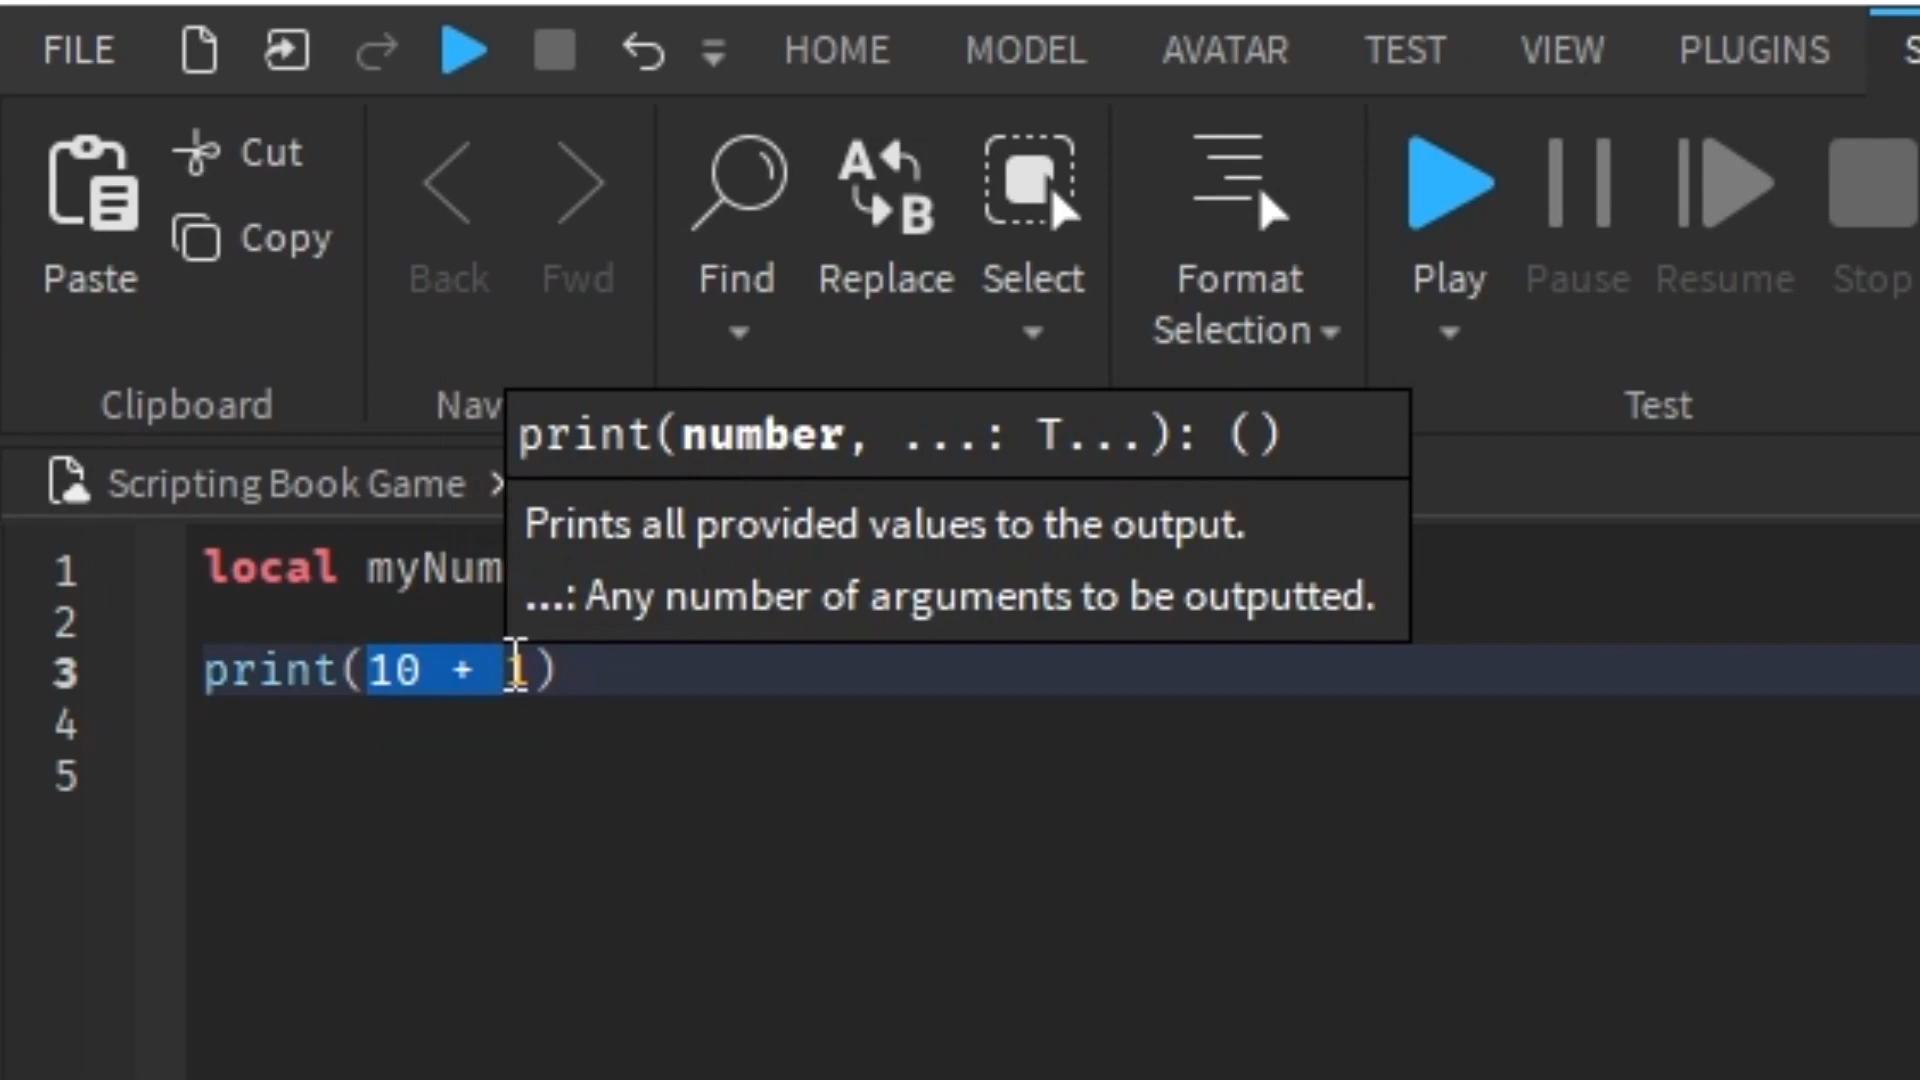 FILE HOME MODEL AVATAR TEST VIEW PLUGINS
Paste Cut Copy
Back Fwd
Find Replace Select
Format Selection
Play Pause Resume Stop
Clipboard Nav Test
print(number, ...: T...): ()
Scripting Book Game
Prints all provided values to the output.
...: Any number of arguments to be outputted.
1 local myNum
2
3 print(10 + 1)
4
5